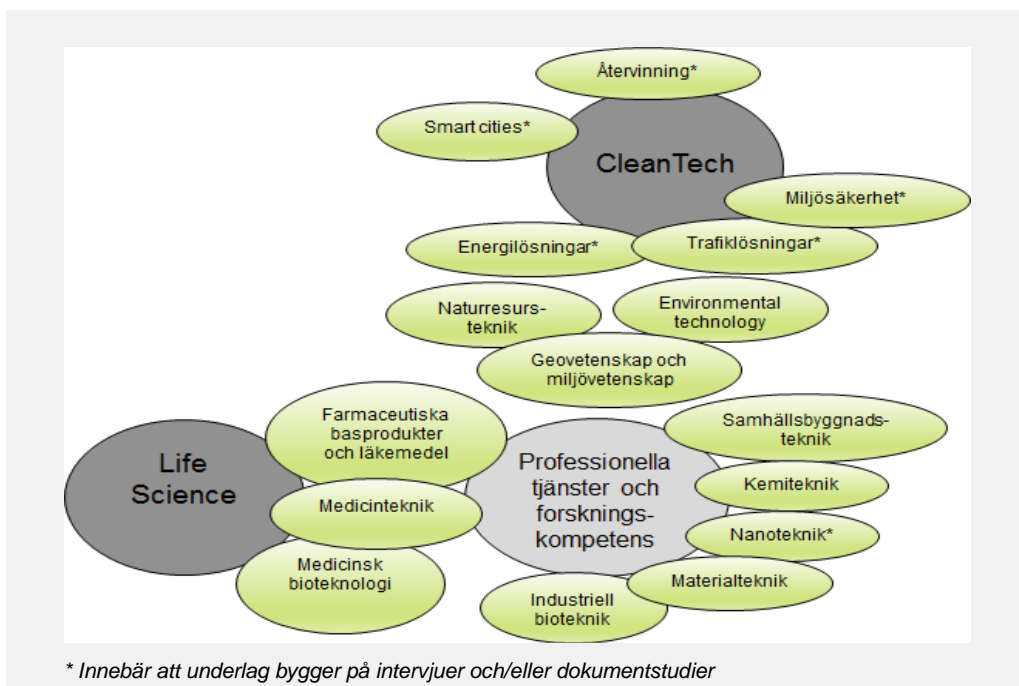 Återvinning*
Smart cities*
CleanTech
Miljösäkerhet*
Energilösningar*
Trafiklösningar*
Naturresurs-
teknik
Environmental
technology
Geovetenskap och
miljövetenskap
Farmaceutiska
basprodukter
och läkemedel
Samhällsbyggnads-
teknik
Life
Science
Professionella
tjänster och
forsknings-
kompetens
Kemiteknik
Medicinteknik
Nanoteknik*
Medicinsk
bioteknologi
Materialteknik
Industriell
bioteknik
* Innebär att underlag bygger på intervjuer och/eller dokumentstudier